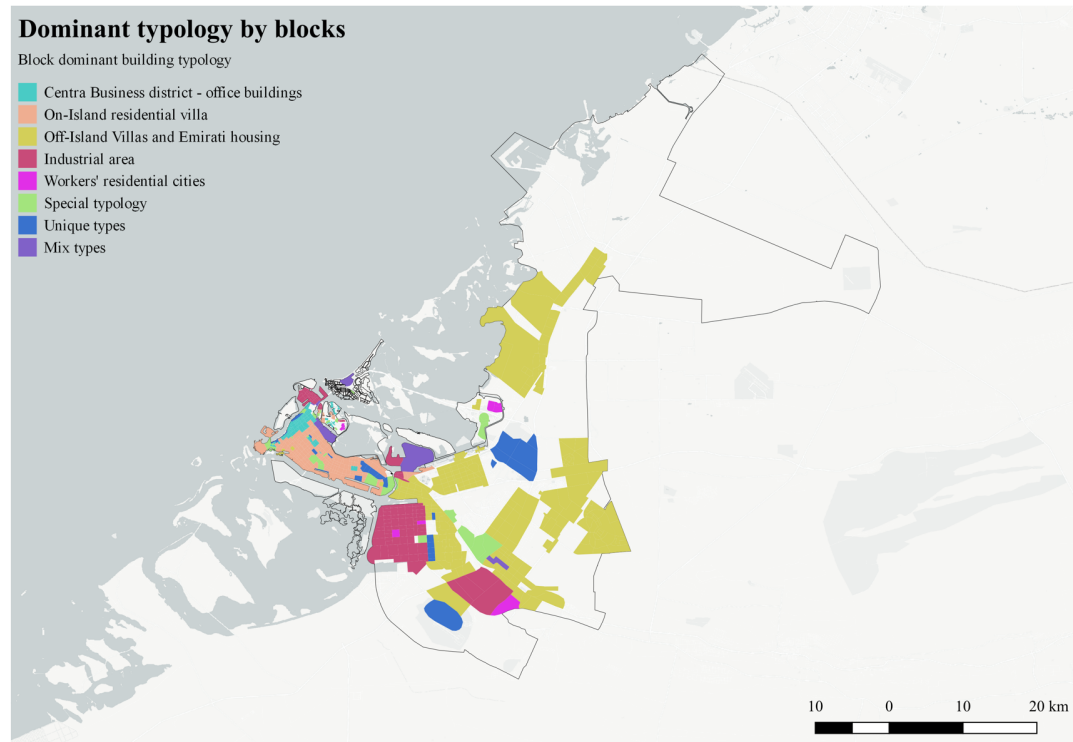 Dominant typology by blocks
Block dominant building typology
Centra Business district - office buildings
On-Island residential villa
Off-Island Villas and Emirati housing
Industrial area
Workers' residential cities
Special typology
Unique types
Mix types
10 0 10 20 km